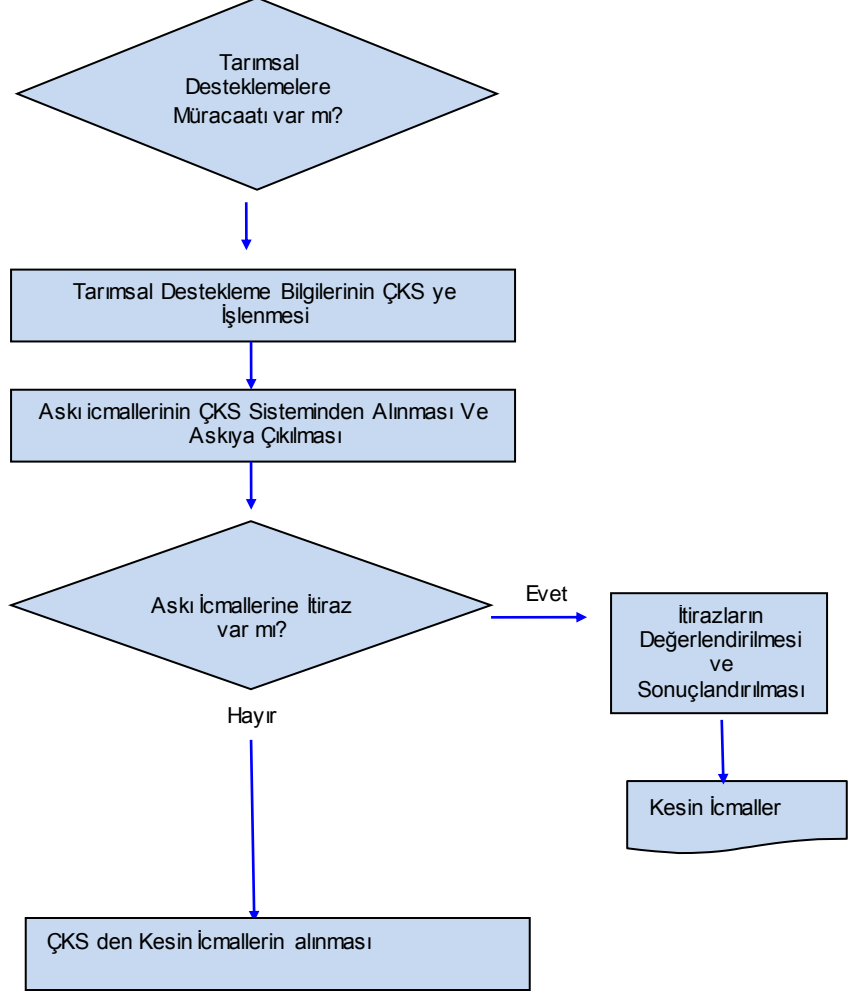 Tarımsal
Desteklemelere
Müracaatı var mı?
Tarımsal Destekleme Bilgilerinin ÇKS ye
İşlenmesi
Askı icmallerinin ÇKS Sisteminden Alınması Ve
Askıya Çıkılması
Askı İcmallerine İtiraz
var mı?
Evet
İtirazların
Değerlendirilmesi
ve
Sonuçlandırılması
Hayır
Kesin İcmaller
ÇKS den Kesin İcmallerin alınması